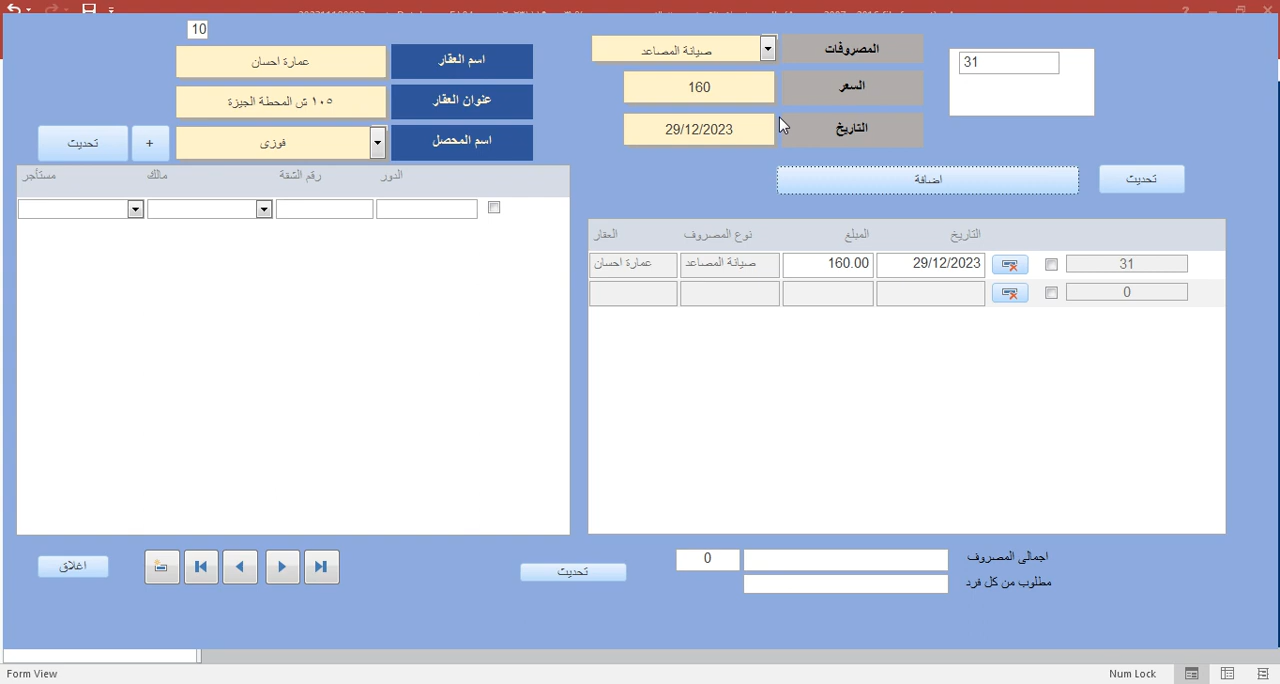 10
اسم العقار
عمارة احسان
عنوان العقار
١٠٥ ش المحطة الجيزة
اسم المحصل
فوزى
+
تحديث
المصروفات
صيانة المصاعد
السعر
160
التاريخ
29/12/2023
31
اضافة
تحديث
الدور
رقم الشقة
مالك
مستأجر
التاريخ
المبلغ
نوع المصروف
العقار
عمارة احسان
صيانة المصاعد
160.00
29/12/2023
31
0
اغلاق
تحديث
0
اجمالى المصروف
مطلوب من كل فرد
Form View
Num Lock